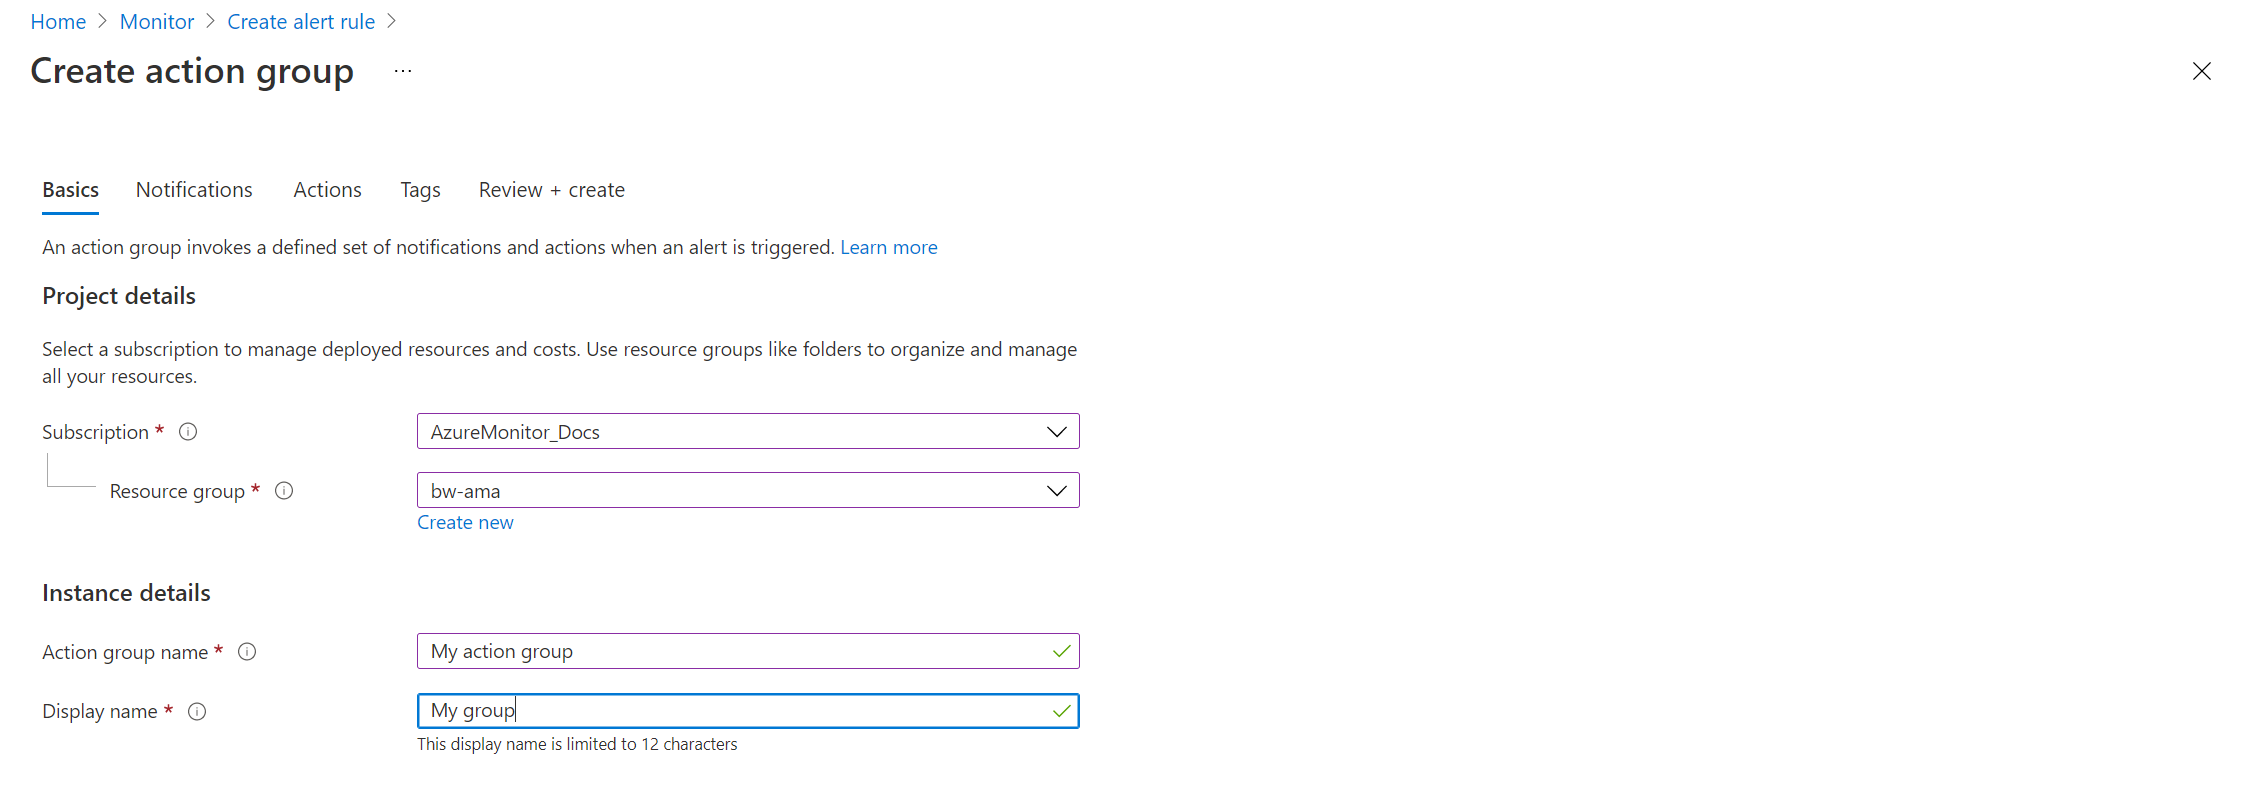 Home > Monitor > Create alert rule >
Create action group ...
Basics Notifications Actions Tags Review + create
An action group invokes a defined set of notifications and actions when an alert is triggered. Learn more
Project details
Select a subscription to manage deployed resources and costs. Use resource groups like folders to organize and manage
all your resources.
Subscription * AzureMonitor_Docs
Resource group * bw-ama
Create new
Instance details
Action group name * My action group
Display name * My group
This display name is limited to 12 characters